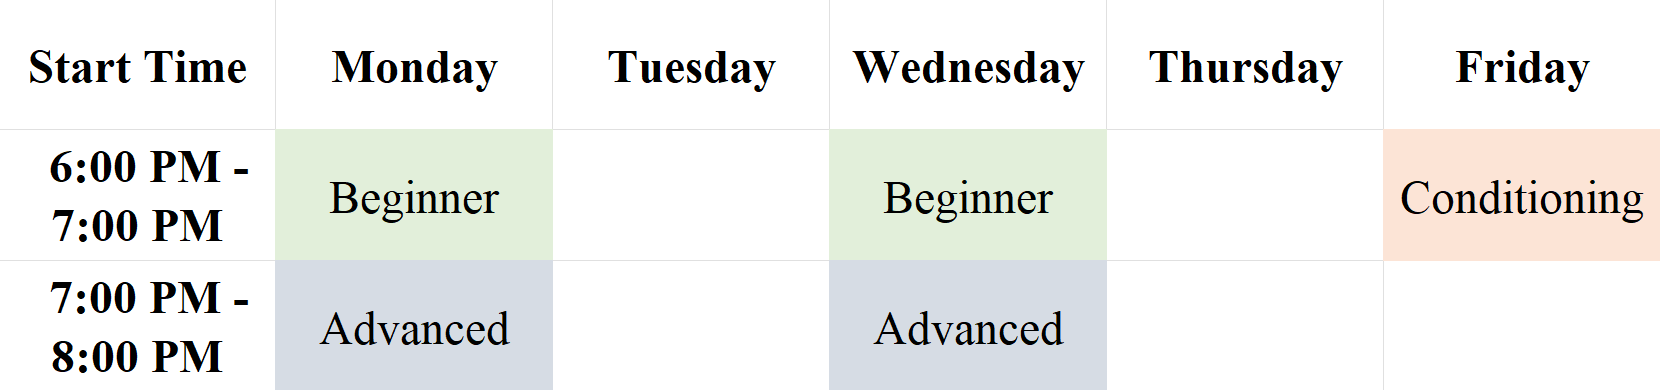 Start Time Monday Tuesday Wednesday Thursday Friday
6:00 PM -
7:00 PM
Beginner Beginner Conditioning
7:00 PM -
8:00 PM
Advanced Advanced